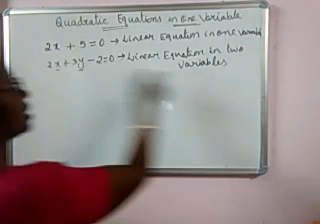 Quadratic Equations in one Variable
2x + 5 = 0 → Linear Equation in one variable
2x + 3y - 2 = 0 → Linear Equation in two
Variables